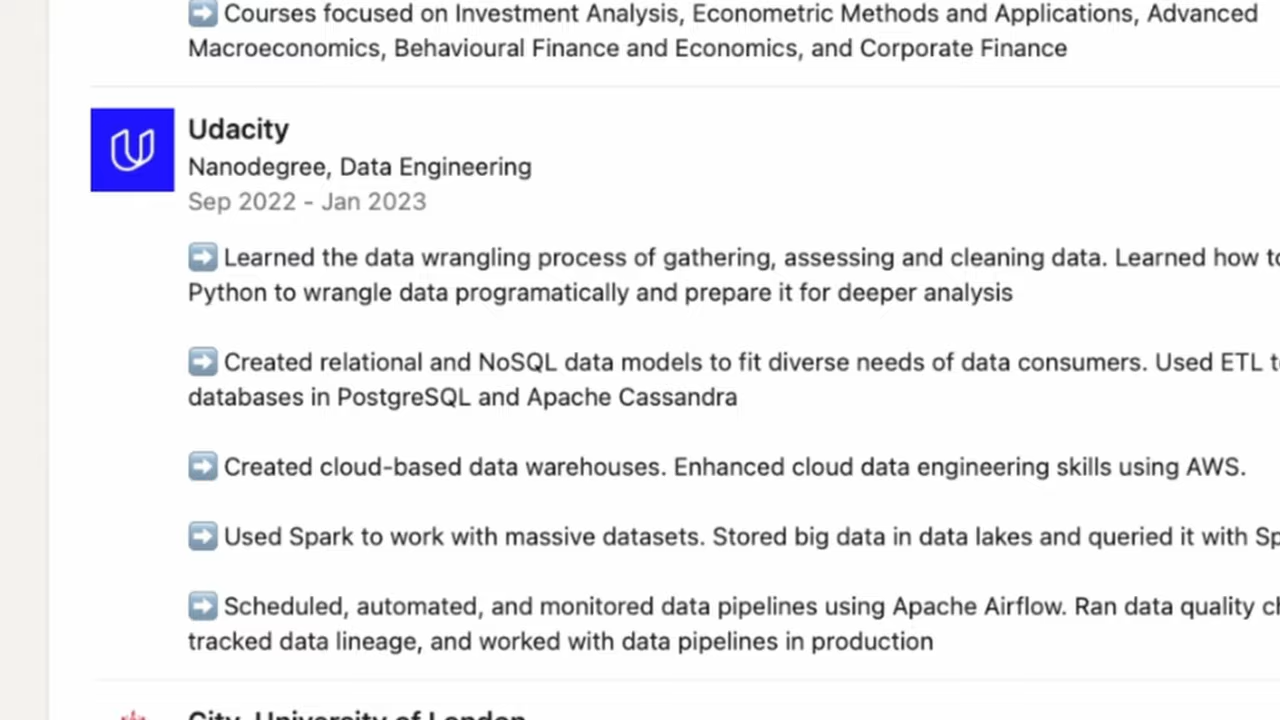 ➡️ Courses focused on Investment Analysis, Econometric Methods and Applications, Advanced
Macroeconomics, Behavioural Finance and Economics, and Corporate Finance
Udacity
Nanodegree, Data Engineering
Sep 2022 - Jan 2023
➡️ Learned the data wrangling process of gathering, assessing and cleaning data. Learned how
Python to wrangle data programatically and prepare it for deeper analysis
➡️ Created relational and NoSQL data models to fit diverse needs of data consumers. Used ETL
databases in PostgreSQL and Apache Cassandra
➡️ Created cloud-based data warehouses. Enhanced cloud data engineering skills using AWS.
➡️ Used Spark to work with massive datasets. Stored big data in data lakes and queried it with
➡️ Scheduled, automated, and monitored data pipelines using Apache Airflow. Ran data quality
tracked data lineage, and worked with data pipelines in production
City, University of London